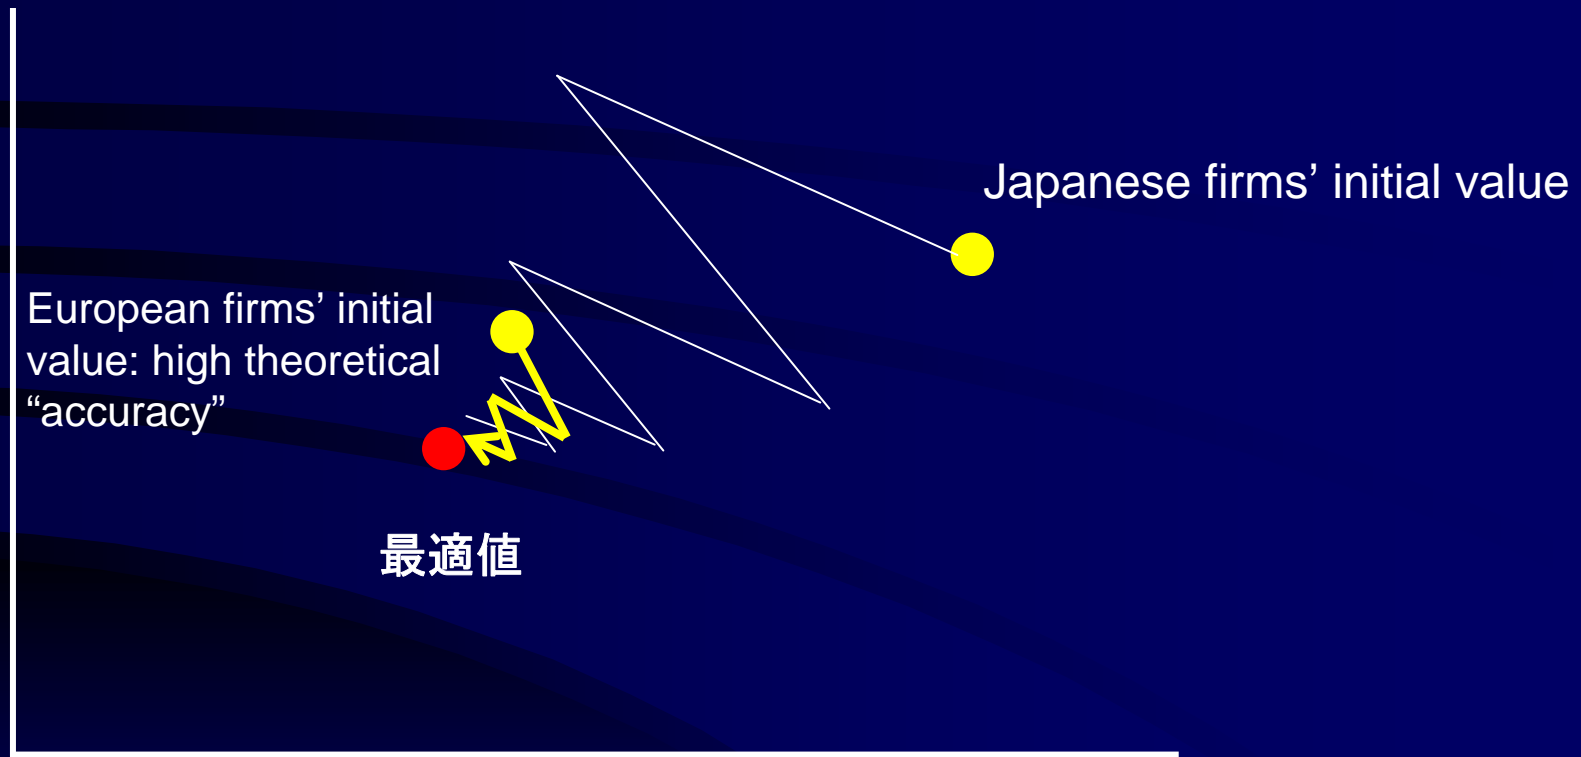 Japanese firms’ initial value
European firms’ initial
value: high theoretical
“accuracy”
最適値